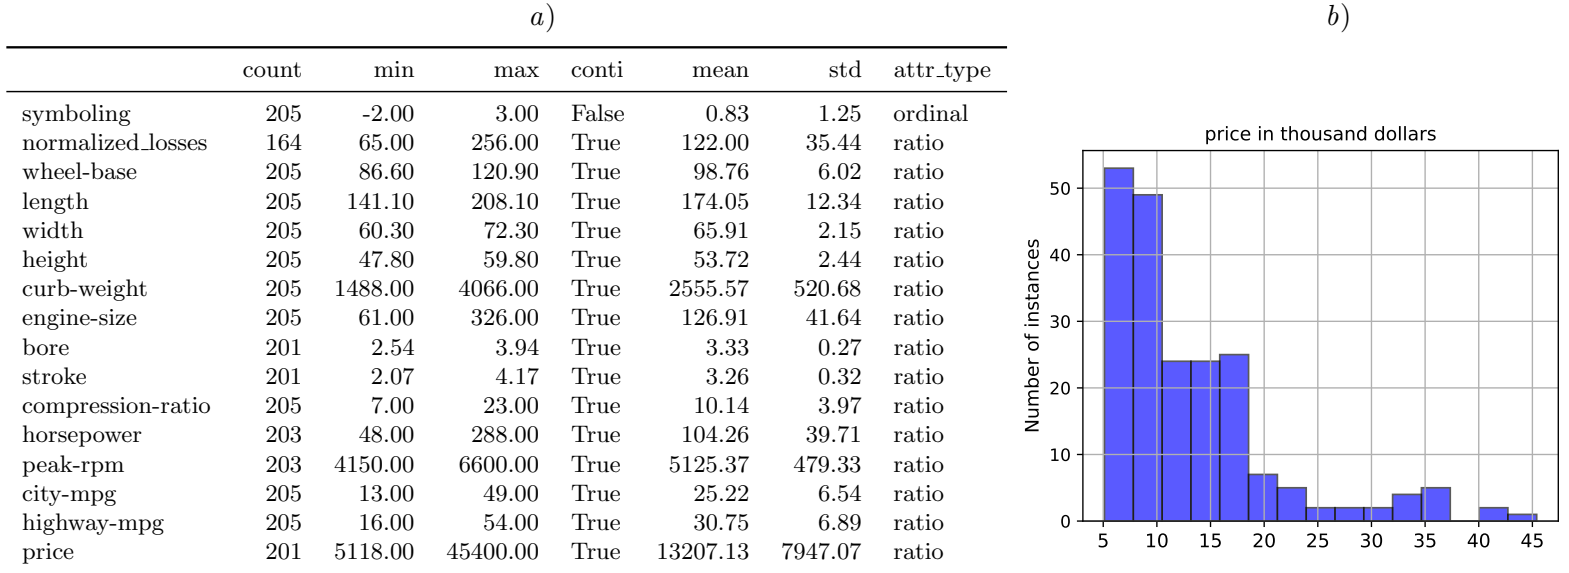 a)
count min max conti mean std attr_type
symboling 205 -2.00 3.00 False 0.83 1.25 ordinal
normalized_losses 164 65.00 256.00 True 122.00 35.44 ratio
wheel-base 205 86.60 120.90 True 98.76 6.02 ratio
length 205 141.10 208.10 True 174.05 12.34 ratio
width 205 60.30 72.30 True 65.91 2.15 ratio
height 205 47.80 59.80 True 53.72 2.44 ratio
curb-weight 205 1488.00 4066.00 True 2555.57 520.68 ratio
engine-size 205 61.00 326.00 True 126.91 41.64 ratio
bore 201 2.54 3.94 True 3.33 0.27 ratio
stroke 201 2.07 4.17 True 3.26 0.32 ratio
compression-ratio 205 7.00 23.00 True 10.14 3.97 ratio
horsepower 203 48.00 288.00 True 104.26 39.71 ratio
peak-rpm 203 4150.00 6600.00 True 5125.37 479.33 ratio
city-mpg 205 13.00 49.00 True 25.22 6.54 ratio
highway-mpg 205 16.00 54.00 True 30.75 6.89 ratio
price 201 5118.00 45400.00 True 13207.13 7947.07 ratio
b)
price in thousand dollars
Number of instances
50
40
30
20
10
0
5 10 15 20 25 30 35 40 45